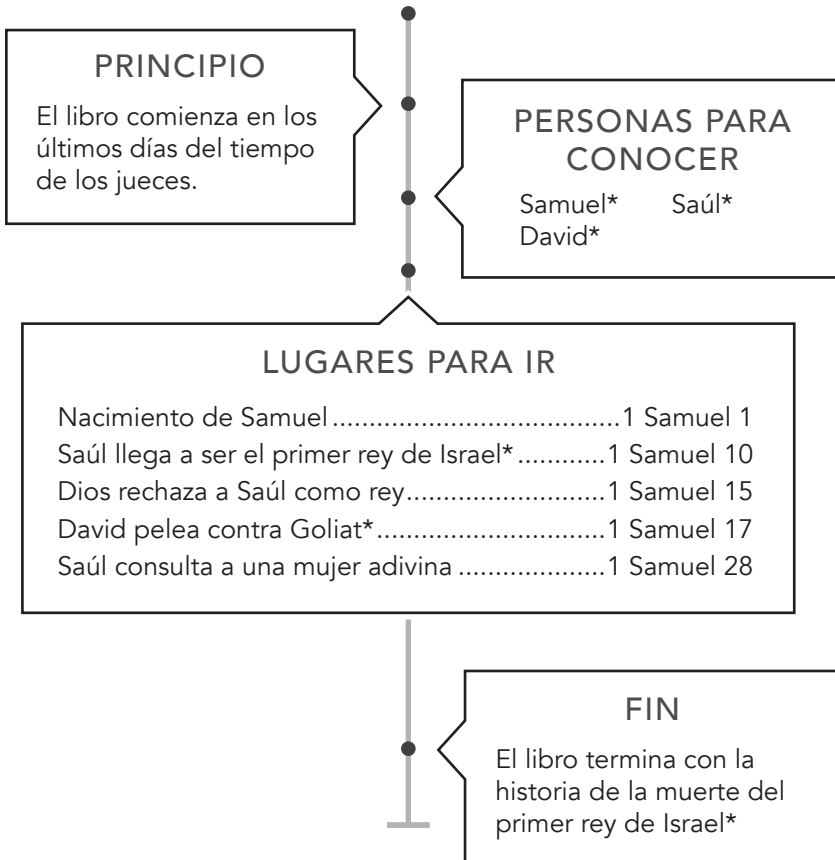 PRINCIPIO
El libro comienza en los
últimos días del tiempo
de los jueces.
PERSONAS PARA
CONOCER
Samuel* Saúl*
David*
LUGARES PARA IR
Nacimiento de Samuel.......................................1 Samuel 1
Saúl llega a ser el primer rey de Israel*............1 Samuel 10
Dios rechaza a Saúl como rey...........................1 Samuel 15
David pelea contra Goliat*...............................1 Samuel 17
Saúl consulta a una mujer adivina ....................1 Samuel 28
FIN
El libro termina con la
historia de la muerte del
primer rey de Israel*